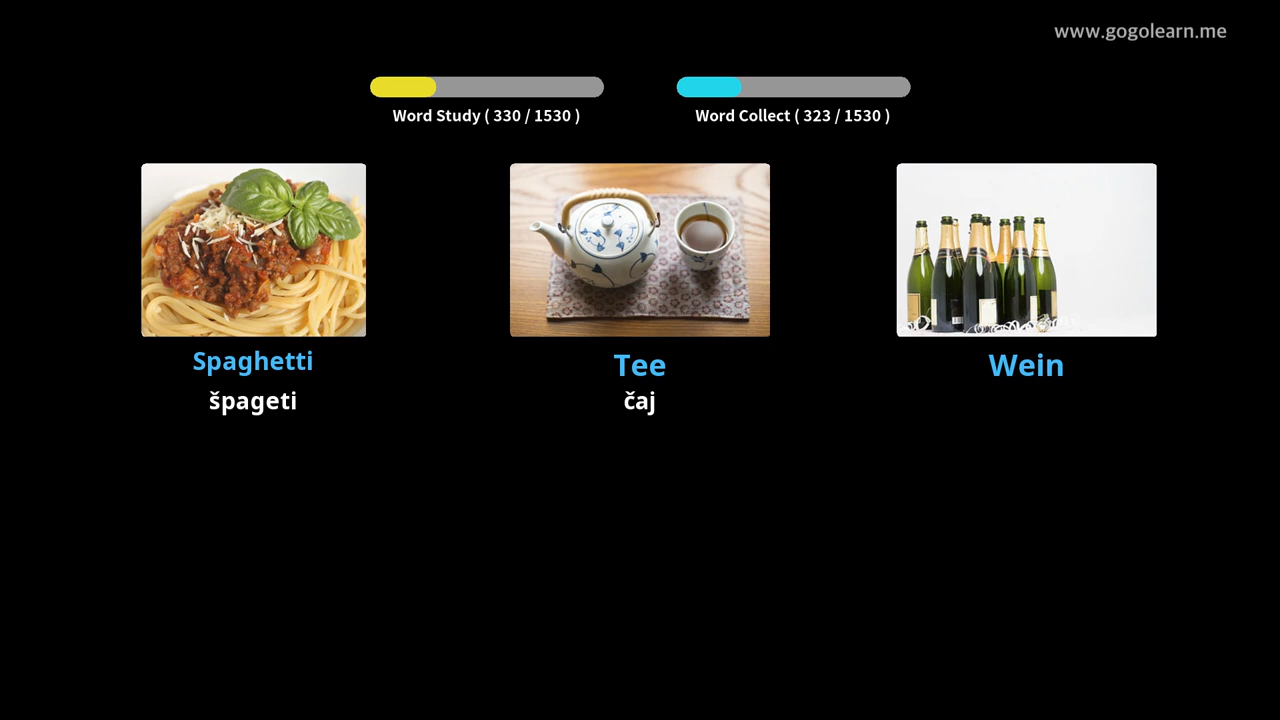 www.gogolearn.me
Word Study ( 330 / 1530 )
Word Collect ( 323 / 1530 )
Spaghetti
Tee
Wein
špageti
čaj